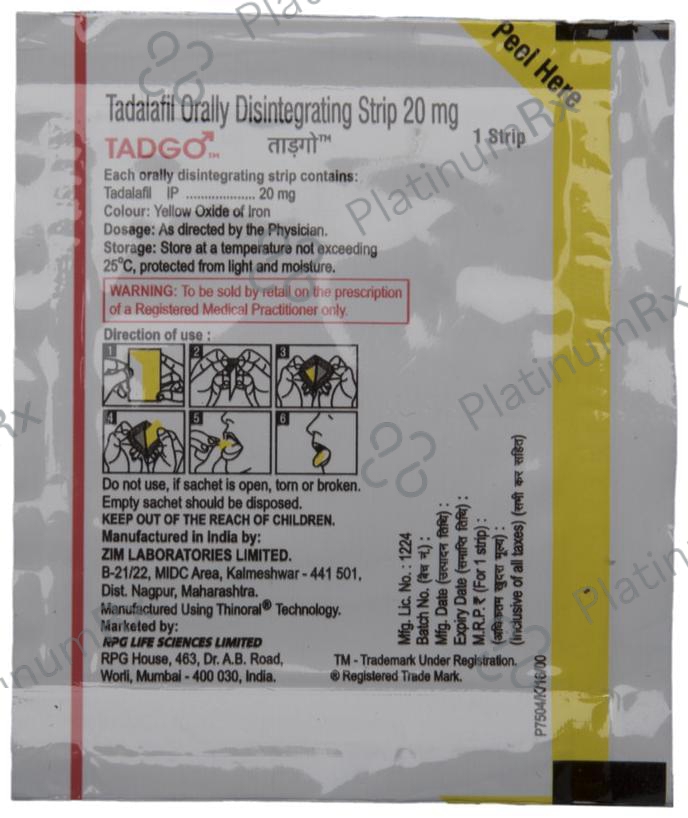 Peel Here
Tadalafil Orally Disintegrating Strip 20 mg
TADGO™ ताड़गो™ 1 Strip
Each orally disintegrating strip contains:
Tadalafil IP ................... 20 mg
Colour: Yellow Oxide of Iron
Dosage: As directed by the Physician.
Storage: Store at a temperature not exceeding
25°C, protected from light and moisture.
WARNING: To be sold by retail on the prescription
of a Registered Medical Practitioner only.
Direction of use :
1 2 3
4 5 6
Do not use, if sachet is open, torn or broken.
Empty sachet should be disposed.
KEEP OUT OF THE REACH OF CHILDREN.
Manufactured in India by:
ZIM LABORATORIES LIMITED.
B-21/22, MIDC Area, Kalmeshwar - 441 501,
Dist. Nagpur, Maharashtra.
Manufactured Using Thinoral® Technology.
Marketed by:
RPG LIFE SCIENCES LIMITED
RPG House, 463, Dr. A.B. Road,
Worli, Mumbai - 400 030, India.
TM - Trademark Under Registration.
® Registered Trade Mark.
Mfg. Lic. No. : 1224
Batch No. (बैच नं.) :
Mfg. Date (उत्पादन तिथि) :
Expiry Date (समाप्ति तिथि) :
M.R.P. ₹ (For 1 strip) :
(अधिकतम खुदरा मूल्य) :
(Inclusive of all taxes) (सभी कर सहित)
P7504/K/16/00
PlatinumRx
PlatinumRx
PlatinumRx
PlatinumRx